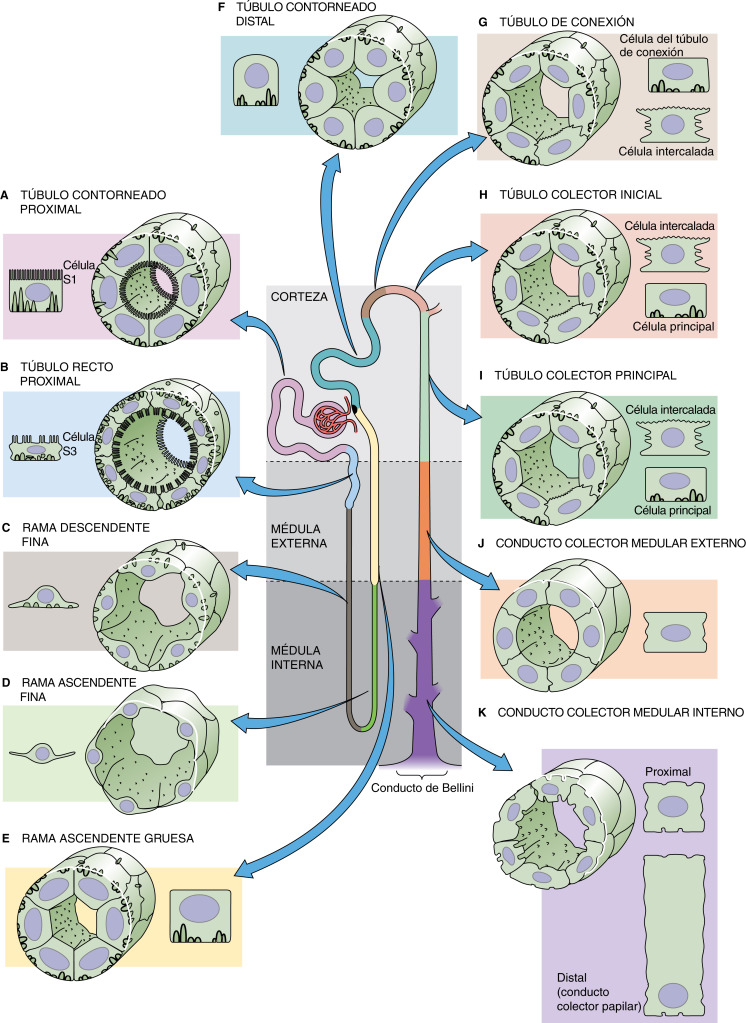 F TÚBULO CONTORNEADO
DISTAL
G TÚBULO DE CONEXIÓN
Célula del túbulo
de conexión
Célula intercalada
A TÚBULO CONTORNEADO
PROXIMAL
Célula
S1
H TÚBULO COLECTOR INICIAL
Célula intercalada
Célula principal
CORTEZA
B TÚBULO RECTO
PROXIMAL
Célula
S3
I TÚBULO COLECTOR PRINCIPAL
Célula intercalada
Célula principal
C RAMA DESCENDENTE
FINA
MÉDULA
EXTERNA
J CONDUCTO COLECTOR MEDULAR EXTERNO
MÉDULA
INTERNA
D RAMA ASCENDENTE
FINA
K CONDUCTO COLECTOR MEDULAR INTERNO
Proximal
Conducto de Bellini
E RAMA ASCENDENTE GRUESA
Distal
(conducto
colector papilar)